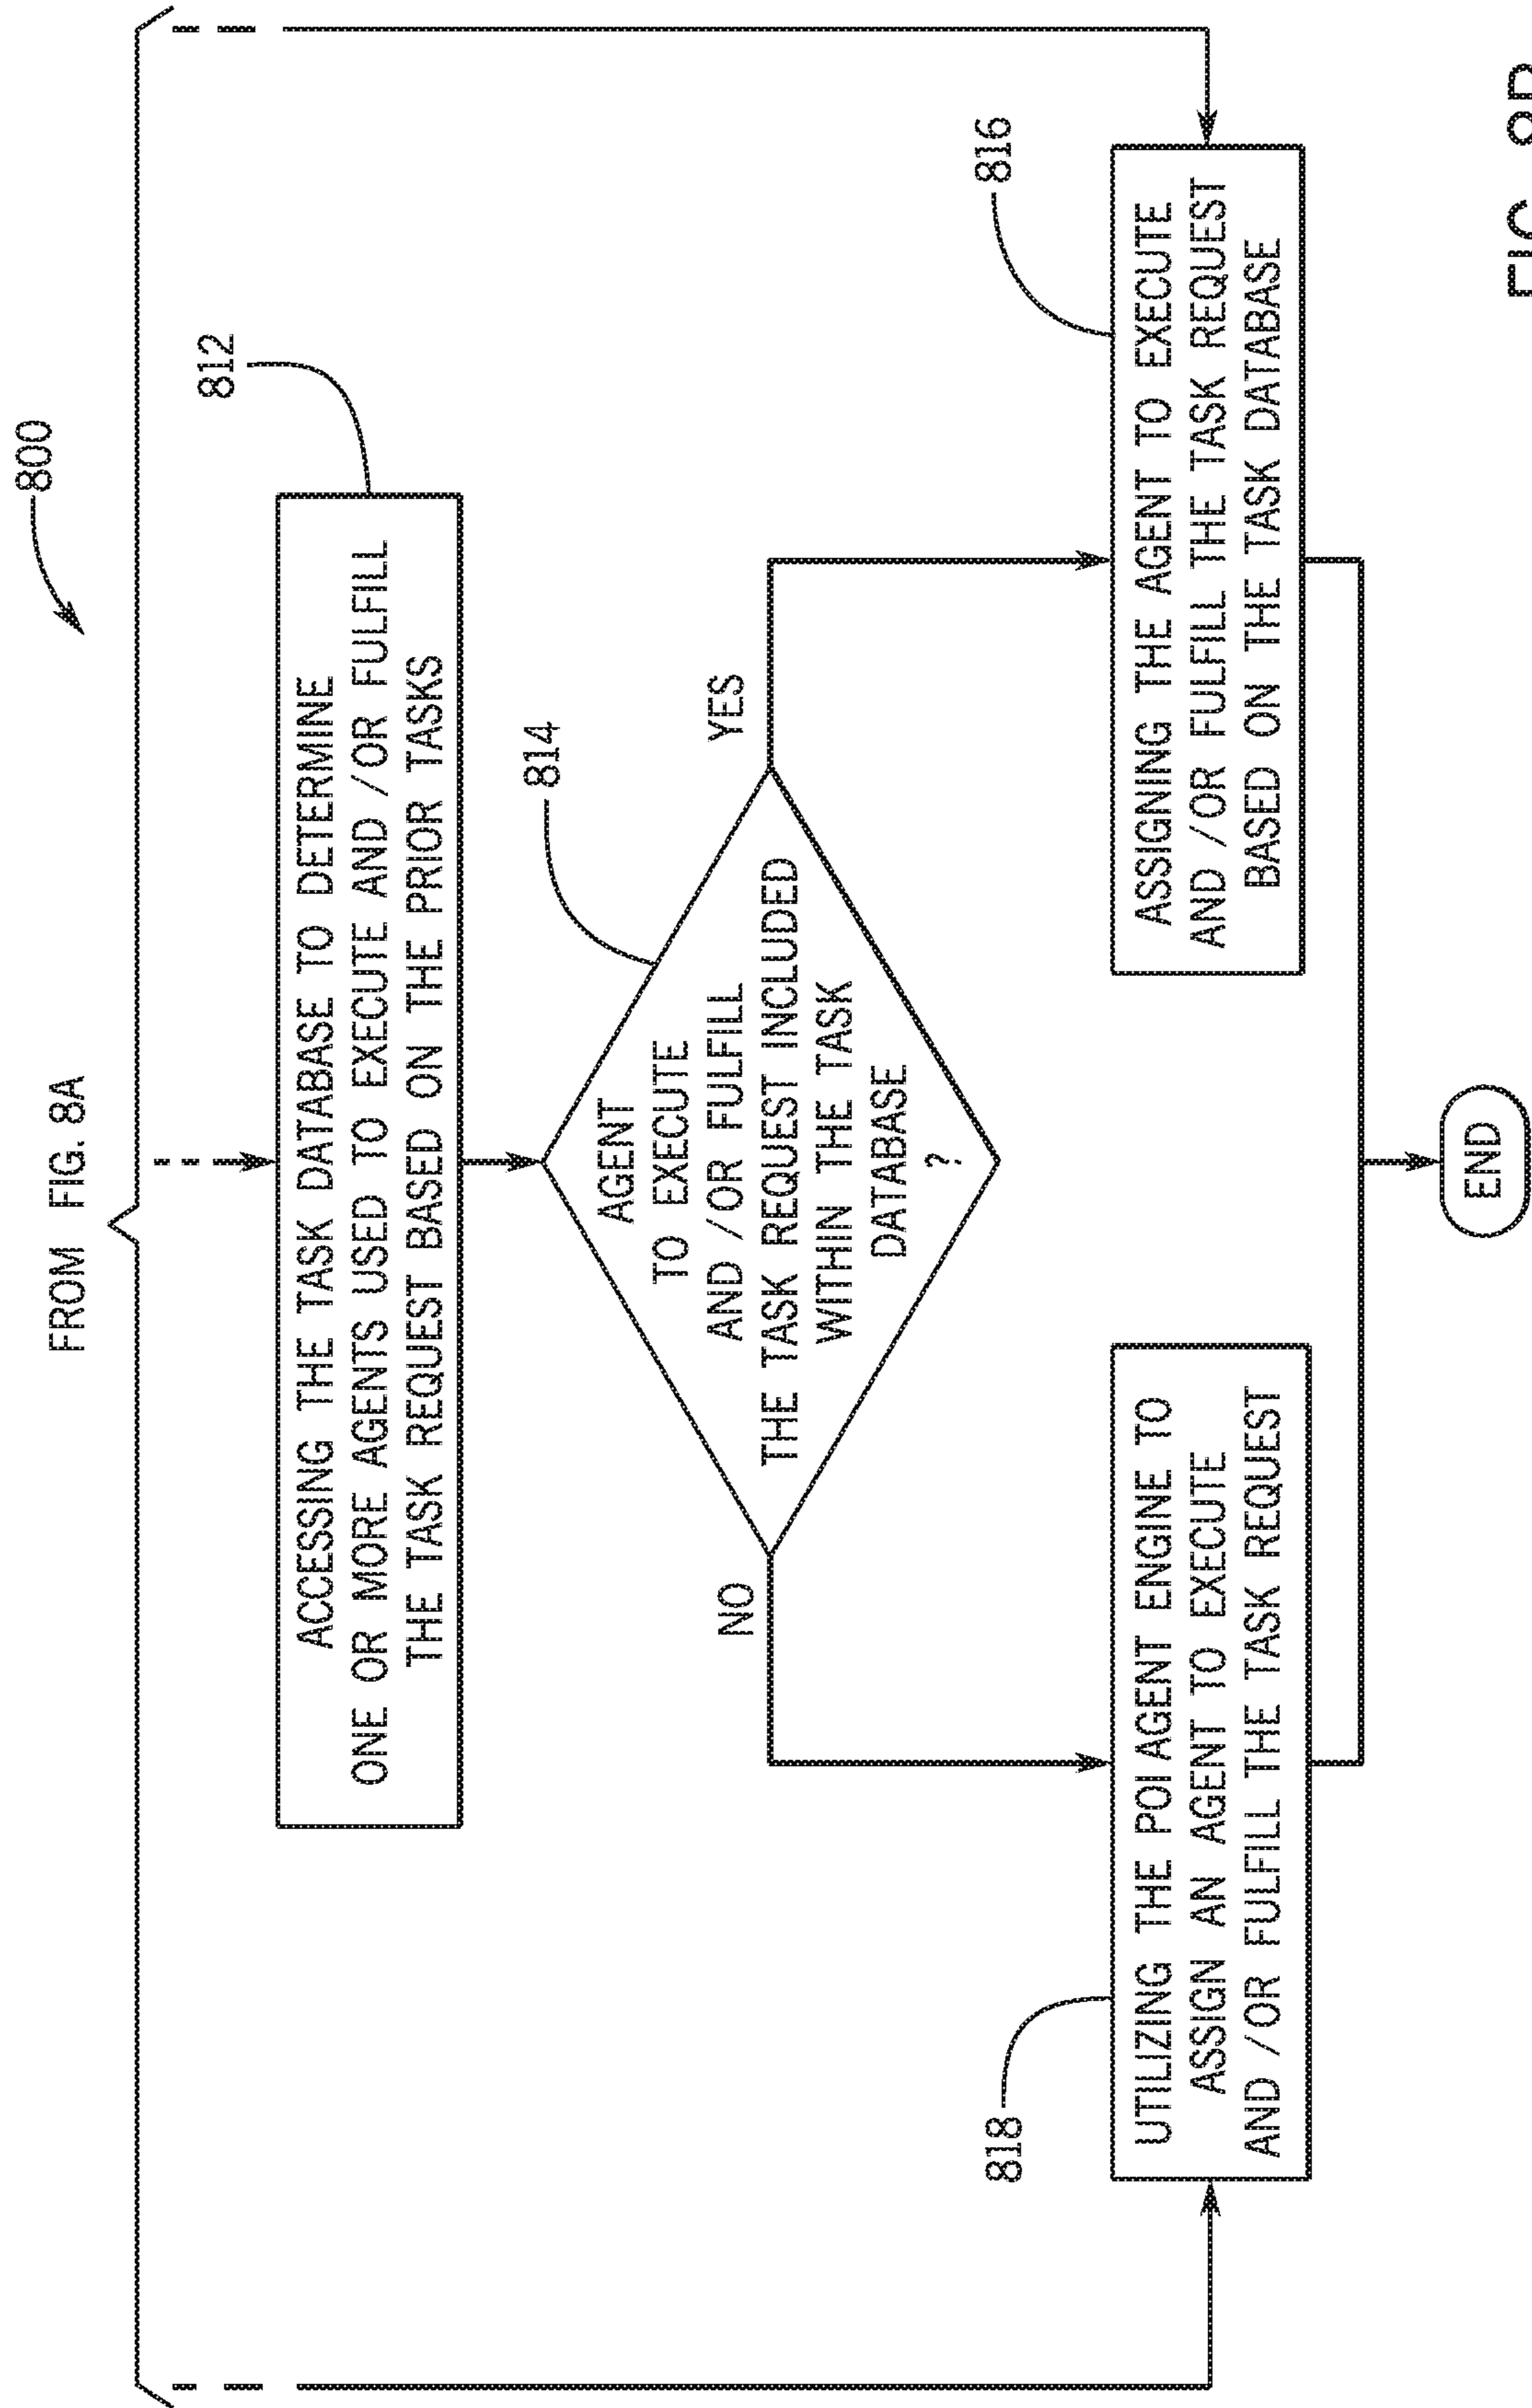 800
FROM FIG. 8A
812
ACCESSING THE TASK DATABASE TO DETERMINE
ONE OR MORE AGENTS USED TO EXECUTE AND /OR FULFILL
THE TASK REQUEST BASED ON THE PRIOR TASKS
814
AGENT
TO EXECUTE
AND /OR FULFILL
THE TASK REQUEST INCLUDED
WITHIN THE TASK
DATABASE
?
NO
YES
818
UTILIZING THE POI AGENT ENGINE TO
ASSIGN AN AGENT TO EXECUTE
AND /OR FULFILL THE TASK REQUEST
816
ASSIGNING THE AGENT TO EXECUTE
AND /OR FULFILL THE TASK REQUEST
BASED ON THE TASK DATABASE
END